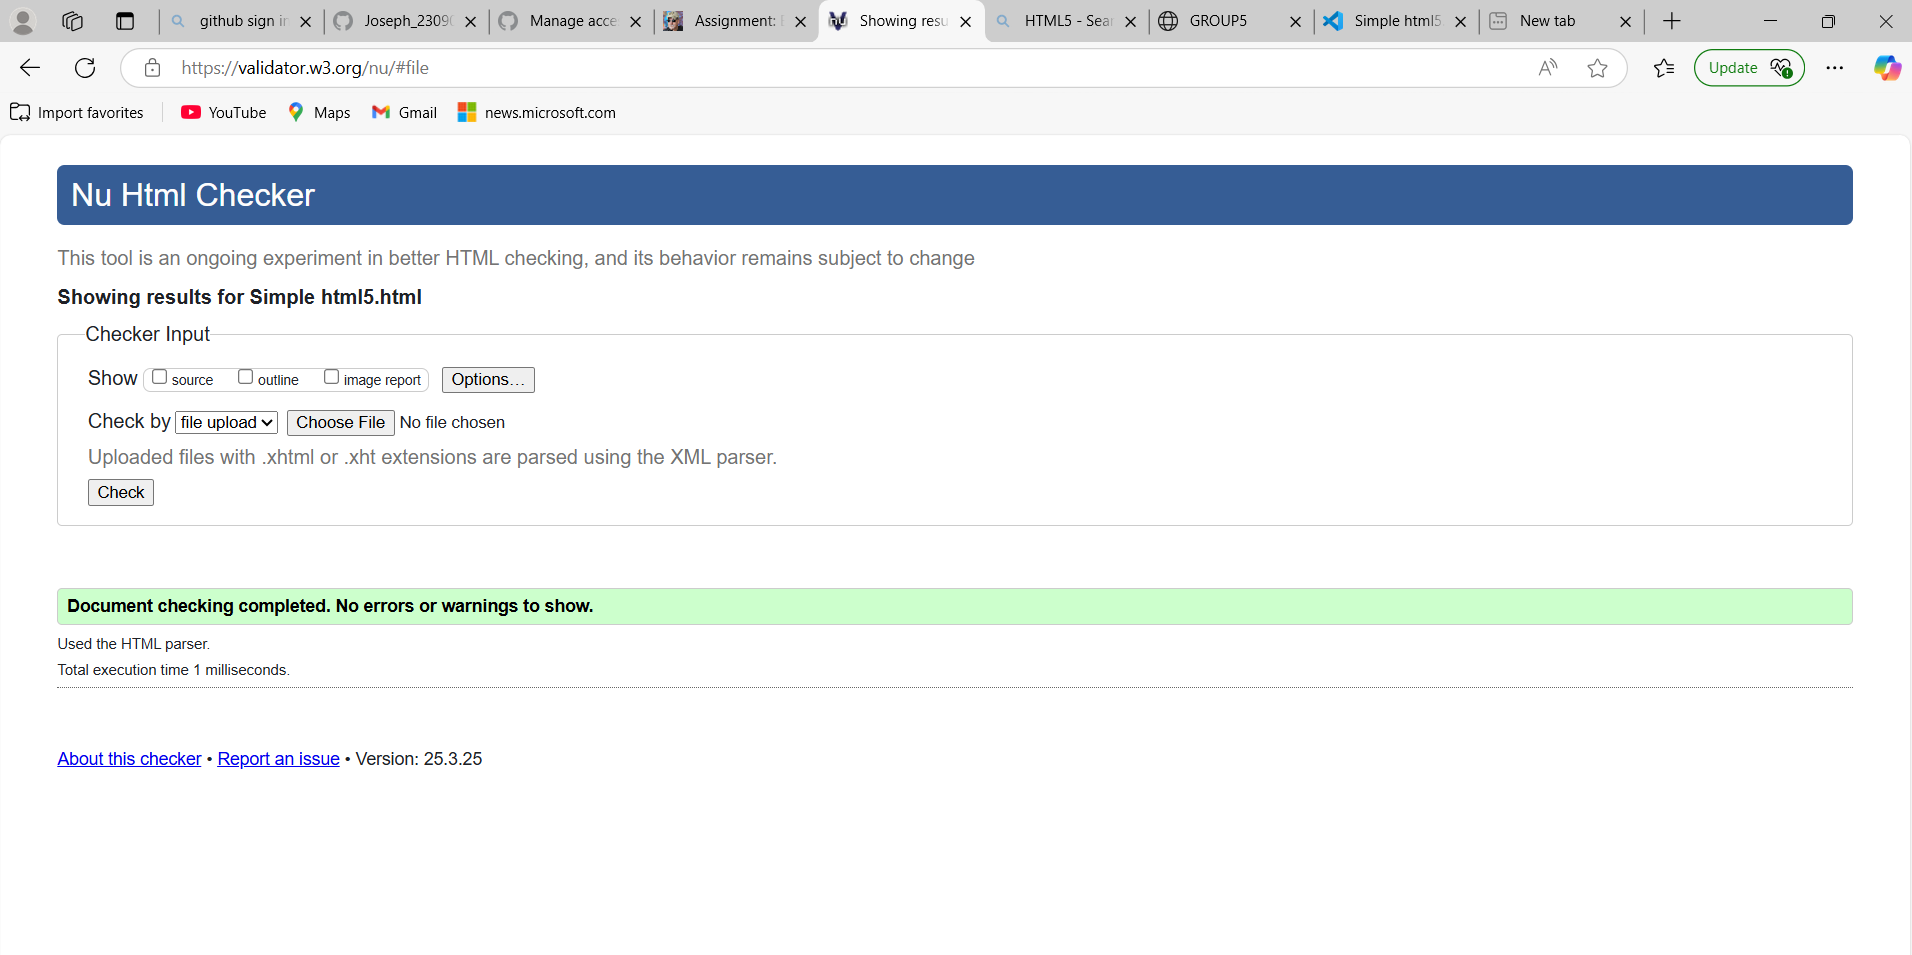 github sign in
Joseph_2309
Manage acce
Assignment: f
Showing resu
HTML5 - Sear
GROUP5
Simple html5
New tab
https://validator.w3.org/nu/#file
Update
Import favorites
YouTube
Maps
Gmail
news.microsoft.com
Nu Html Checker
This tool is an ongoing experiment in better HTML checking, and its behavior remains subject to change
Showing results for Simple html5.html
Checker Input
Show source outline image report Options...
Check by file upload Choose File No file chosen
Uploaded files with .xhtml or .xht extensions are parsed using the XML parser.
Check
Document checking completed. No errors or warnings to show.
Used the HTML parser.
Total execution time 1 milliseconds.
About this checker • Report an issue • Version: 25.3.25